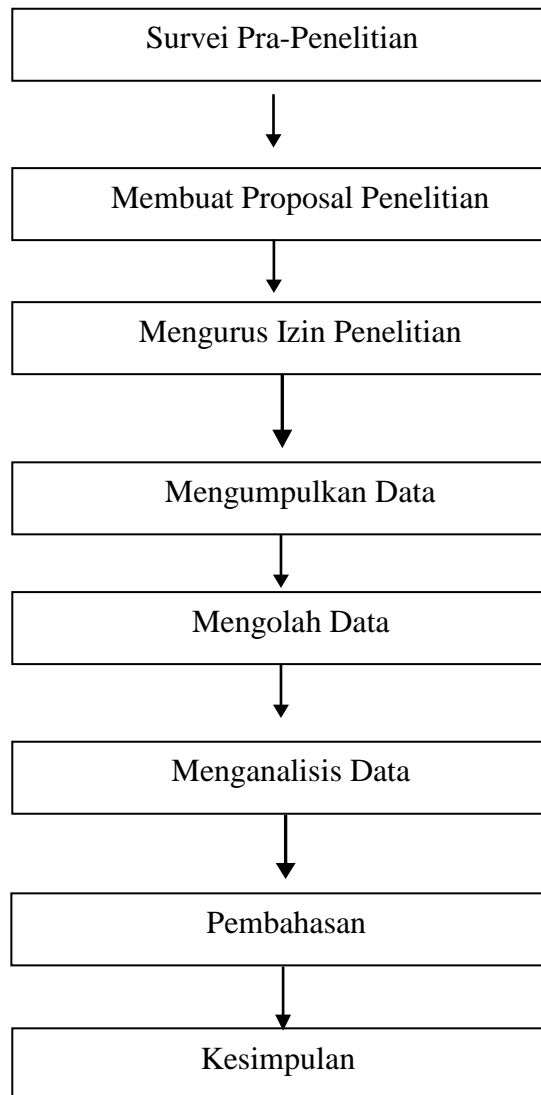 Survei Pra-Penelitian
Membuat Proposal Penelitian
Mengurus Izin Penelitian
Mengumpulkan Data
Mengolah Data
Menganalisis Data
Pembahasan
Kesimpulan